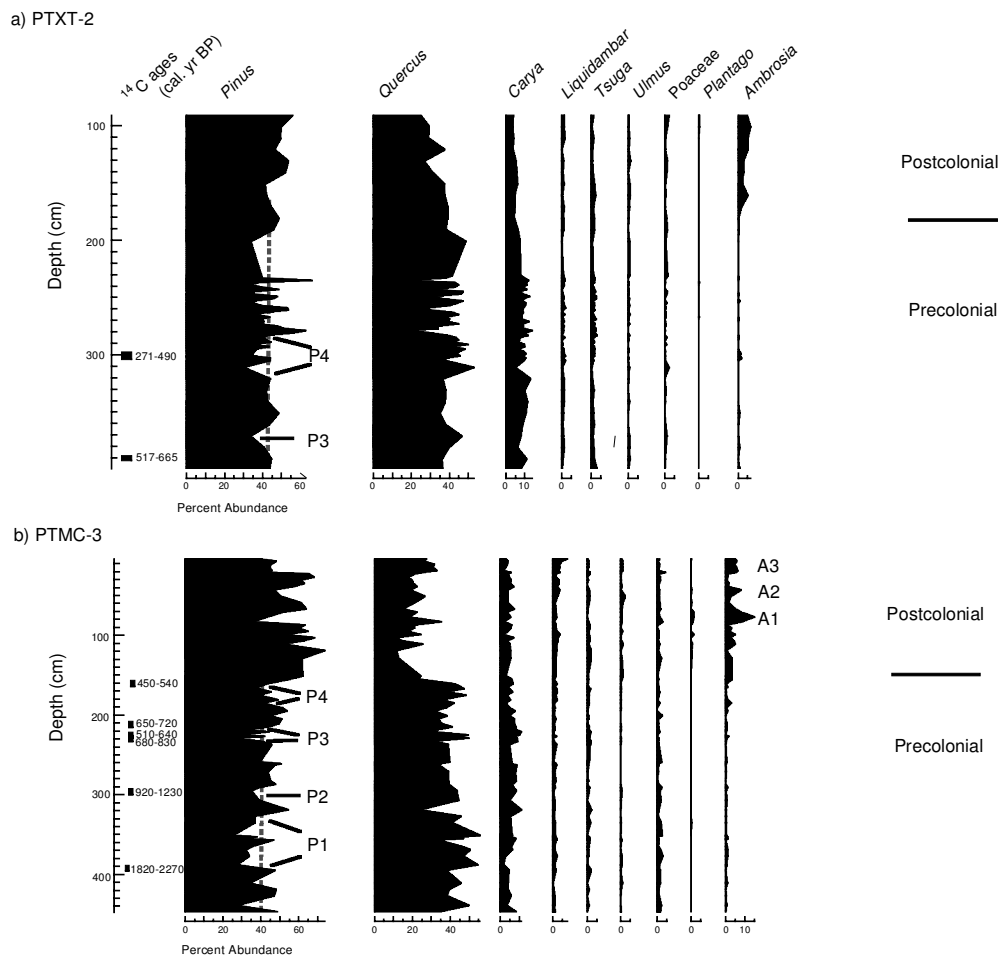 a) PTXT-2
14 C ages
(cal. yr BP)
Pinus
Quercus
Carya
Liquidambar
Tsuga
Ulmus
Poaceae
Plantago
Ambrosia
Depth (cm)
100
200
300
271-490
517-665
P4
P3
Postcolonial
Precolonial
0 20 40 60
0 20 40
0 10
0
0
0
0
0
0
Percent Abundance
b) PTMC-3
Depth (cm)
100
200
300
400
450-540
650-720
510-640
680-830
920-1230
1820-2270
P4
P3
P2
P1
A3
A2
A1
Postcolonial
Precolonial
0 20 40 60
0 20 40
0 10
0
0
0
0
0
0 10
Percent Abundance